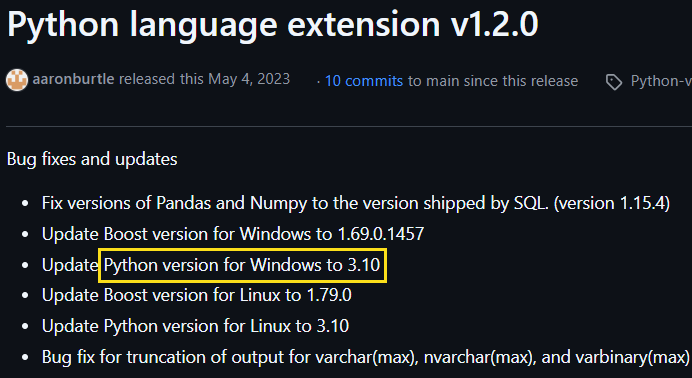 Python language extension v1.2.0
aaronburtle released this May 4, 2023 · 10 commits to main since this release Python-v
Bug fixes and updates
• Fix versions of Pandas and Numpy to the version shipped by SQL. (version 1.15.4)
• Update Boost version for Windows to 1.69.0.1457
• Update Python version for Windows to 3.10
• Update Boost version for Linux to 1.79.0
• Update Python version for Linux to 3.10
• Bug fix for truncation of output for varchar(max), nvarchar(max), and varbinary(max)